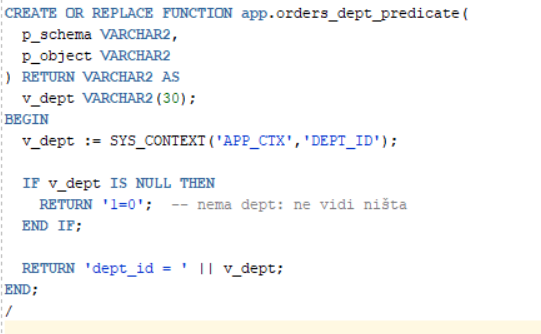 CREATE OR REPLACE FUNCTION app.orders_dept_predicate(
  p_schema VARCHAR2,
  p_object VARCHAR2
) RETURN VARCHAR2 AS
  v_dept VARCHAR2(30);
BEGIN
  v_dept := SYS_CONTEXT('APP_CTX','DEPT_ID');

  IF v_dept IS NULL THEN
    RETURN '1=0';  -- nema dept: ne vidi ništa
  END IF;

  RETURN 'dept_id = ' || v_dept;
END;
/